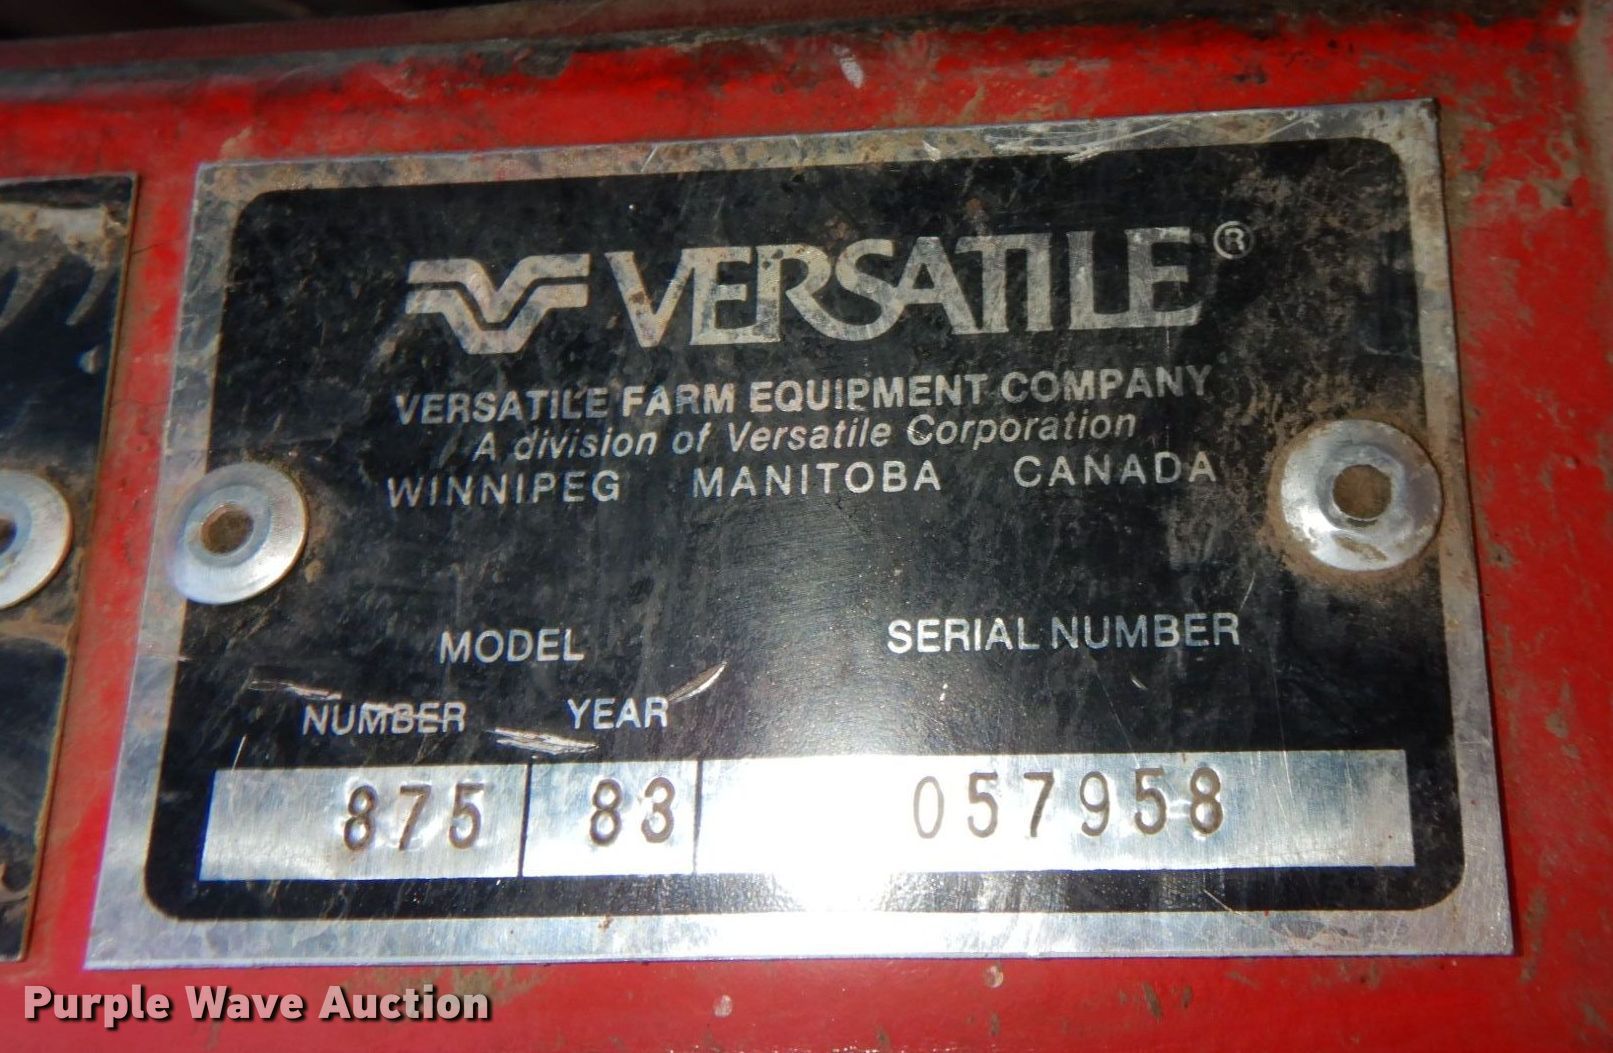 VERSATILE®
VERSATILE FARM EQUIPMENT COMPANY
A division of Versatile Corporation
WINNIPEG MANITOBA CANADA
MODEL
SERIAL NUMBER
NUMBER YEAR
875 83 057958
Purple Wave Auction